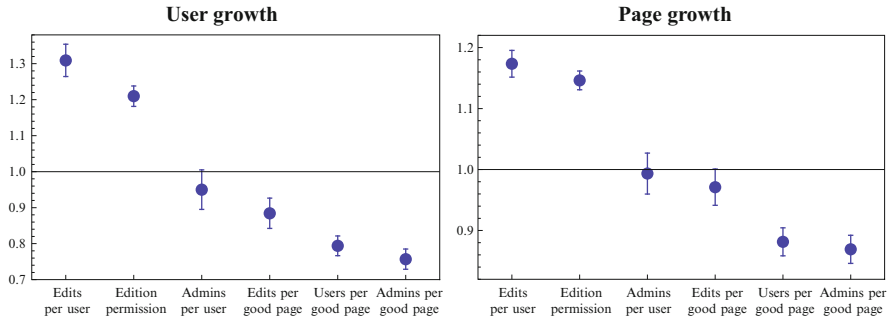 User growth
1.3
1.2
1.1
1.0
0.9
0.8
0.7
Edits per user
Edition permission
Admins per user
Edits per good page
Users per good page
Admins per good page
Page growth
1.2
1.1
1.0
0.9
Edits per user
Edition permission
Admins per user
Edits per good page
Users per good page
Admins per good page